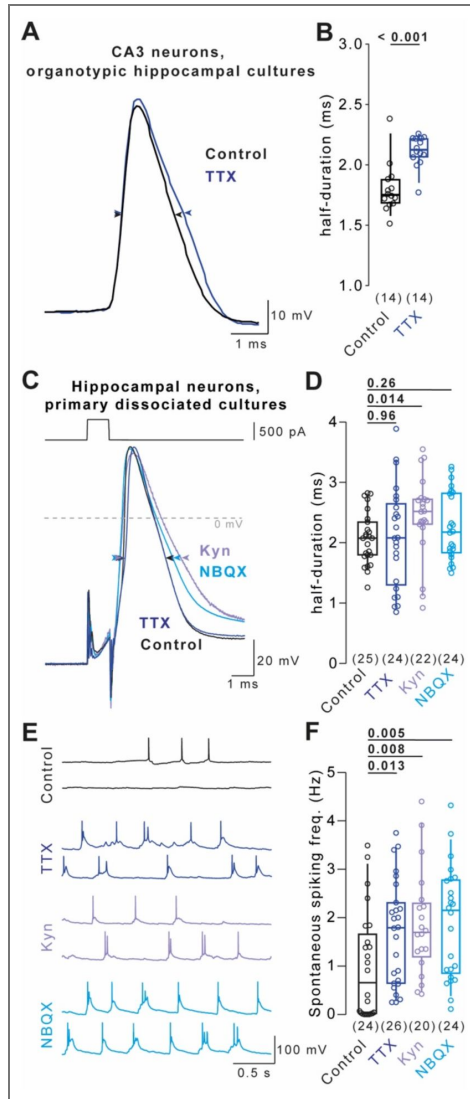 A
CA3 neurons,
organotypic hippocampal cultures
Control
TTX
10 mV
1 ms
B
< 0.001
half-duration (ms)
3.0
2.5
2.0
1.5
1.0
(14) (14)
Control
TTX
C
Hippocampal neurons,
primary dissociated cultures
500 pA
0 mV
Kyn
NBQX
TTX
Control
20 mV
1 ms
D
0.26
0.014
0.96
half-duration (ms)
4
3
2
1
0
(25) (24) (22) (24)
Control
TTX
Kyn
NBQX
E
Control
TTX
Kyn
NBQX
100 mV
0.5 s
F
0.005
0.008
0.013
Spontaneous spiking freq. (Hz)
5
4
3
2
1
0
(24) (26) (20) (24)
Control
TTX
Kyn
NBQX